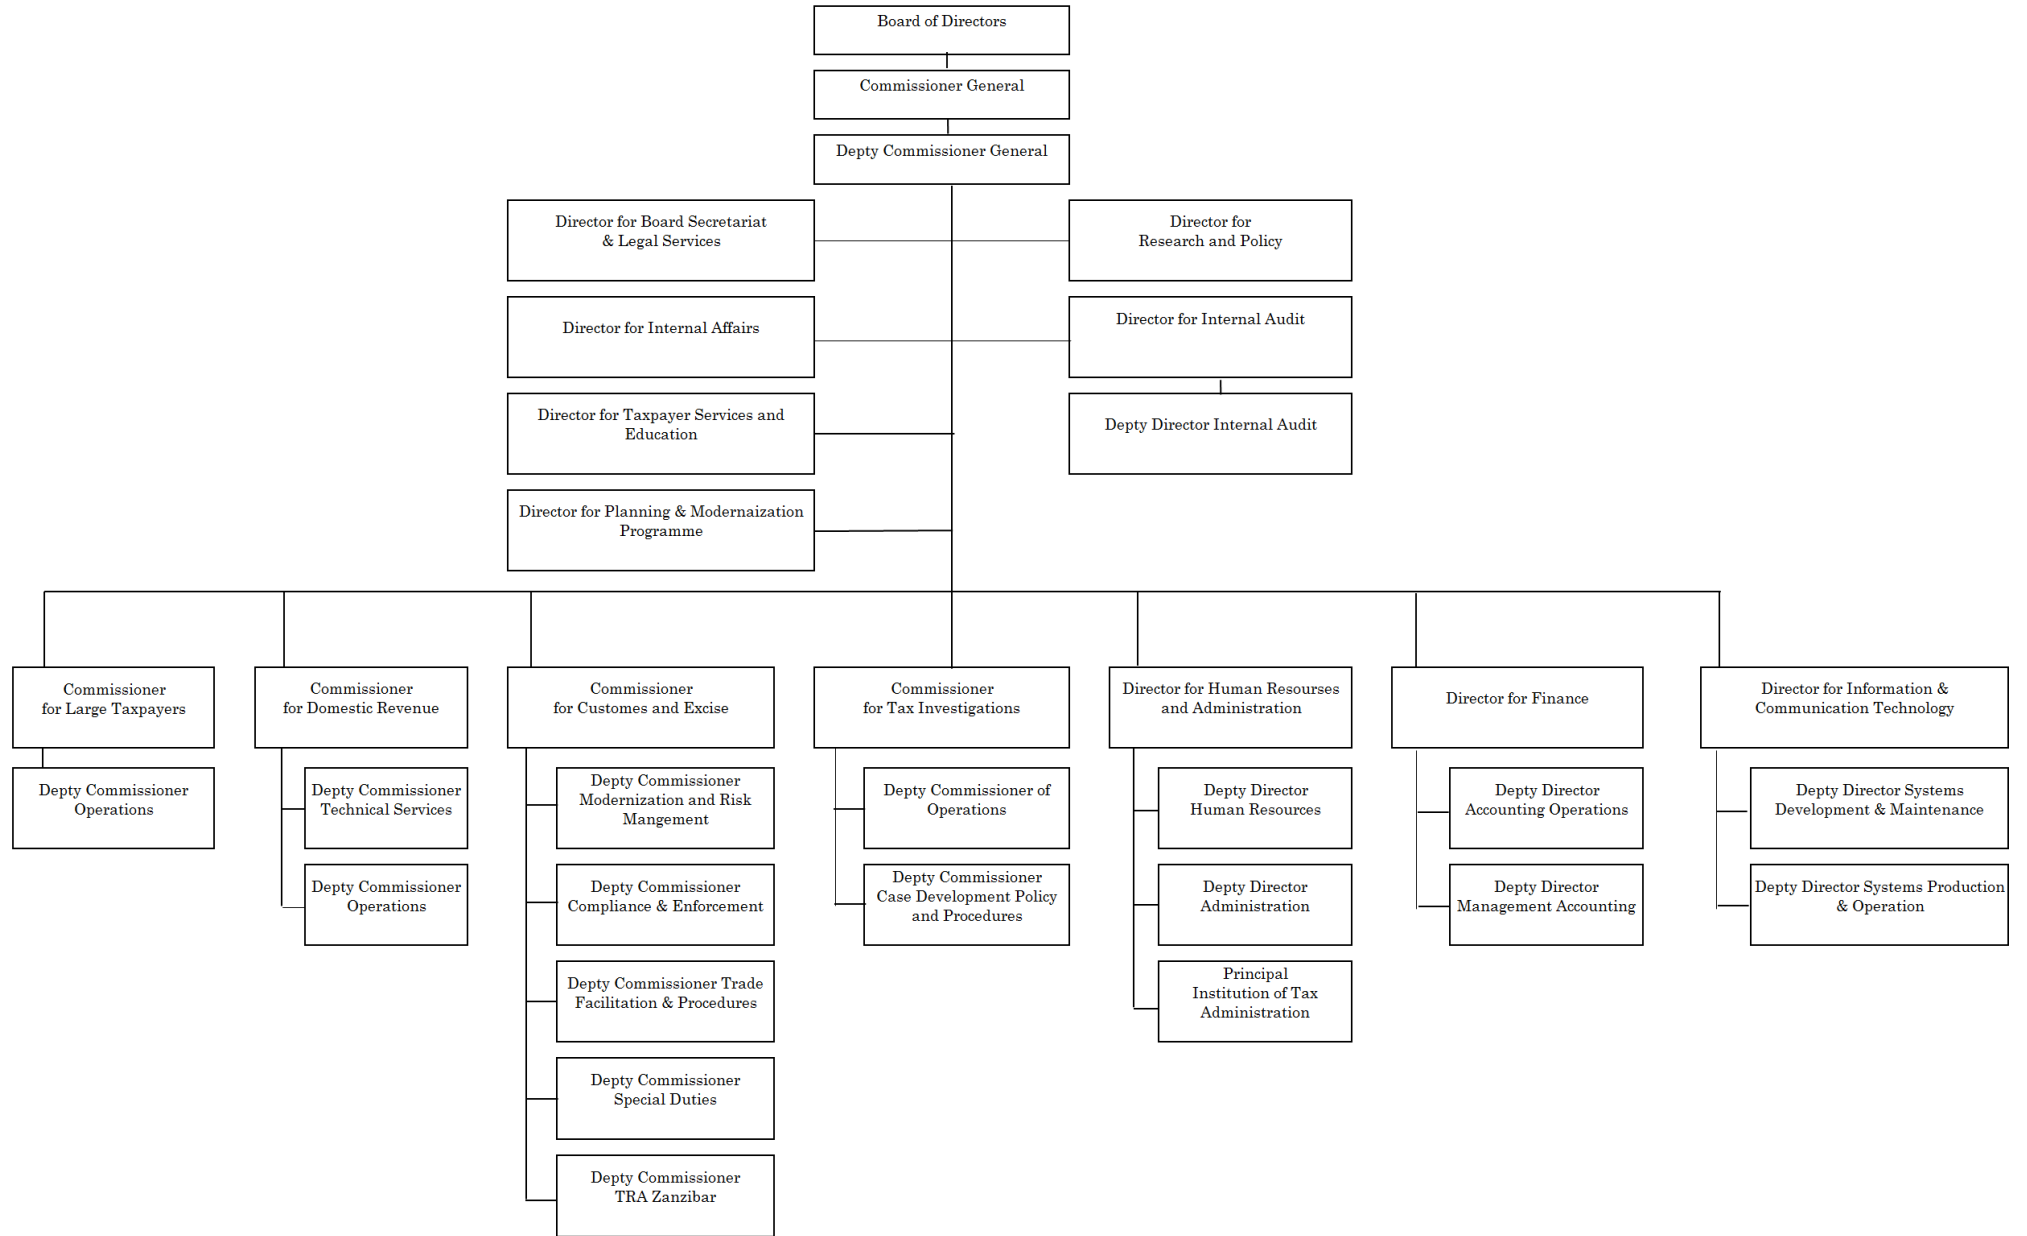 Board of Directors
Commissioner General
Depty Commissioner General
Director for Board Secretariat
& Legal Services
Director for
Research and Policy
Director for Internal Affairs
Director for Internal Audit
Director for Taxpayer Services and
Education
Depty Director Internal Audit
Director for Planning & Modernaization
Programme
Commissioner
for Large Taxpayers
Commissioner
for Domestic Revenue
Commissioner
for Customes and Excise
Commissioner
for Tax Investigations
Director for Human Resourses
and Administration
Director for Finance
Director for Information &
Communication Technology
Depty Commissioner
Operations
Depty Commissioner
Technical Services
Depty Commissioner
Modernization and Risk
Mangement
Depty Commissioner of
Operations
Depty Director
Human Resources
Depty Director
Accounting Operations
Depty Director Systems
Development & Maintenance
Depty Commissioner
Operations
Depty Commissioner
Compliance & Enforcement
Depty Commissioner
Case Development Policy
and Procedures
Depty Director
Administration
Depty Director
Management Accounting
Depty Director Systems Production
& Operation
Depty Commissioner Trade
Facilitation & Procedures
Principal
Institution of Tax
Administration
Depty Commissioner
Special Duties
Depty Commissioner
TRA Zanzibar